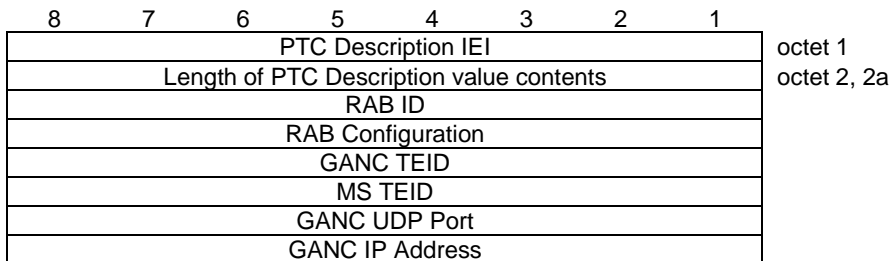 8 7 6 5 4 3 2 1
PTC Description IEI octet 1
Length of PTC Description value contents octet 2, 2a
RAB ID
RAB Configuration
GANC TEID
MS TEID
GANC UDP Port
GANC IP Address